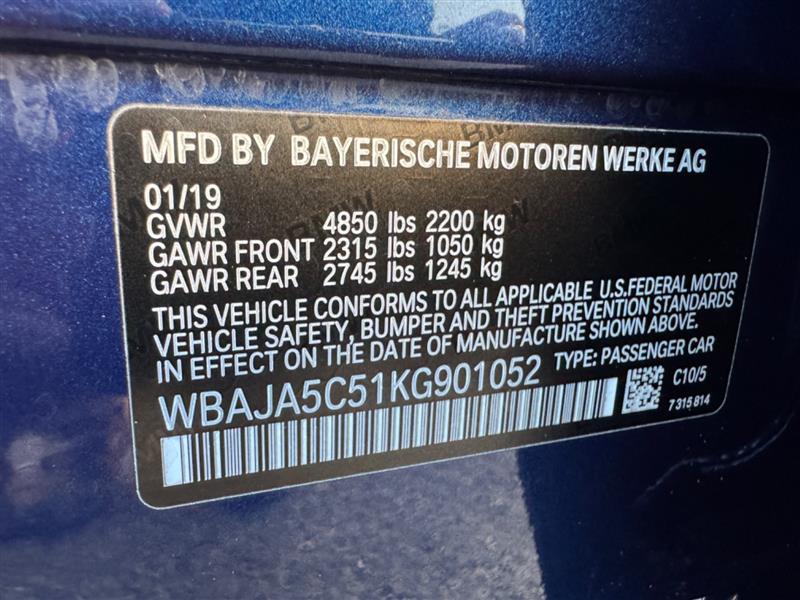 MFD BY BAYERISCHE MOTOREN WERKE AG
01/19
GVWR 4850 lbs 2200 kg
GAWR FRONT 2315 lbs 1050 kg
GAWR REAR 2745 lbs 1245 kg
THIS VEHICLE CONFORMS TO ALL APPLICABLE U.S.FEDERAL MOTOR
VEHICLE SAFETY, BUMPER AND THEFT PREVENTION STANDARDS
IN EFFECT ON THE DATE OF MANUFACTURE SHOWN ABOVE.
WBAJA5C51KG901052 TYPE: PASSENGER CAR
C10/5
7315814